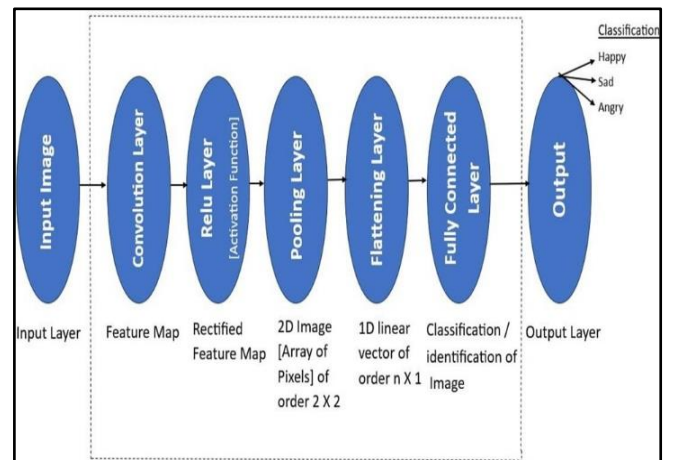 Classification
Happy
Sad
Angry
Input Image
Convolution Layer
Relu Layer
[Activation Function]
Pooling Layer
Flattening Layer
Fully Connected
Layer
Output
Input Layer
Feature Map
Rectified
Feature Map
2D Image
[Array of
Pixels] of
order 2 X 2
1D linear
vector of
order n X 1
Classification /
identification of
Image
Output Layer